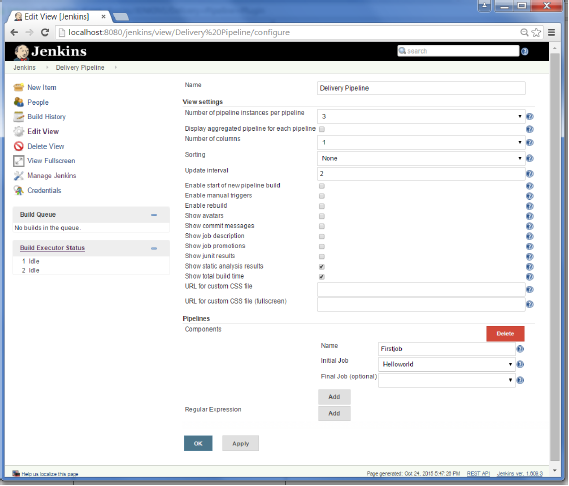 Edit View [Jenkins]
localhost:8080/jenkins/view/Delivery%20Pipeline/configure
Jenkins
search
Jenkins
Delivery Pipeline
New Item
People
Build History
Edit View
Delete View
View Fullscreen
Manage Jenkins
Credentials
Build Queue
No builds in the queue.
Build Executor Status
1 Idle
2 Idle
Name
Delivery Pipeline
View settings
Number of pipeline instances per pipeline
3
Display aggregated pipeline for each pipeline
Number of columns
1
Sorting
None
Update interval
2
Enable start of new pipeline build
Enable manual triggers
Enable rebuild
Show avatars
Show commit messages
Show job description
Show job promotions
Show junit results
Show static analysis results
Show total build time
URL for custom CSS file
URL for custom CSS file (fullscreen)
Pipelines
Components
Delete
Name
Firstjob
Initial Job
Helloworld
Final Job (optional)
Add
Regular Expression
Add
OK
Apply
Help us localize this page
Page generated: Oct 24, 2015 5:47:26 PM
REST API
Jenkins ver. 1.609.3